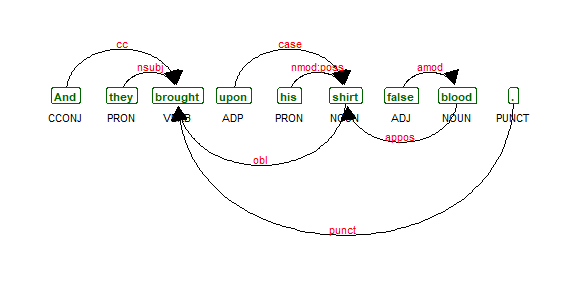 cc case
nsubj nmod:poss amod
And they brought upon his shirt false blood .
CCONJ PRON VERB ADP PRON NOUN ADJ NOUN PUNCT
appos
obl
punct